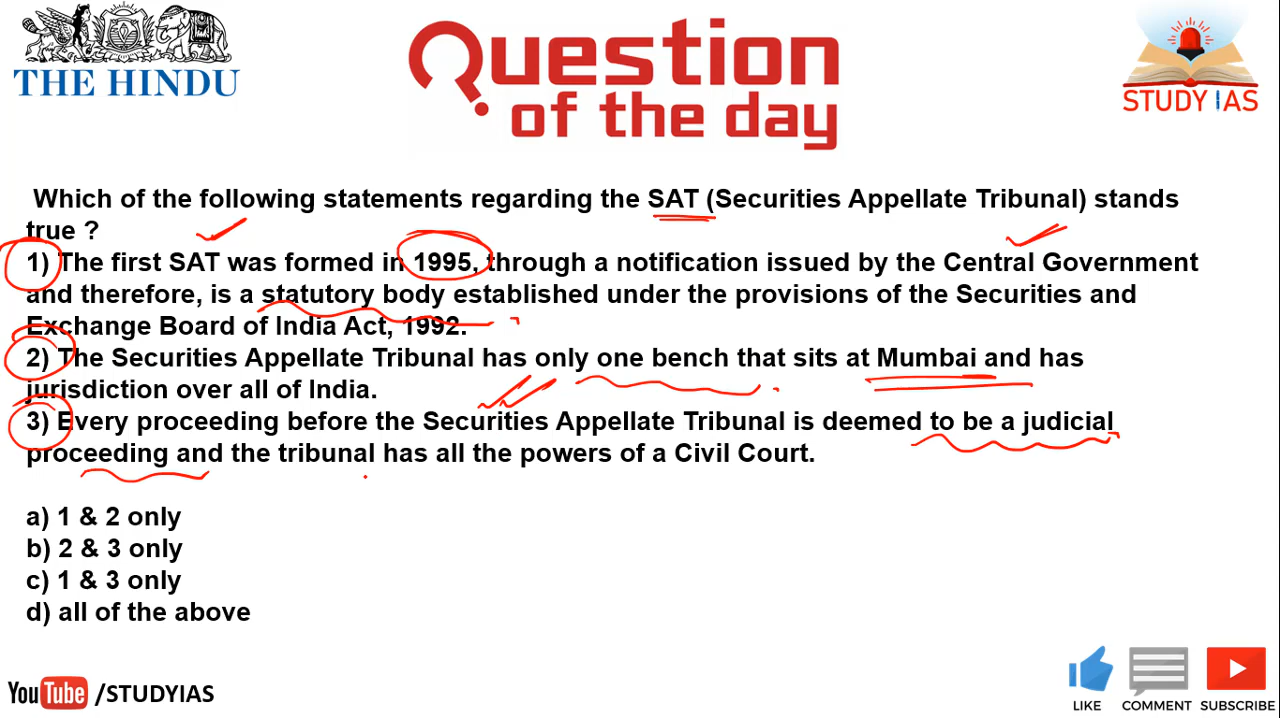 THE HINDU
Question
of the day
STUDY IAS
Which of the following statements regarding the SAT (Securities Appellate Tribunal) stands
true ?
1) The first SAT was formed in 1995, through a notification issued by the Central Government
and therefore, is a statutory body established under the provisions of the Securities and
Exchange Board of India Act, 1992.
2) The Securities Appellate Tribunal has only one bench that sits at Mumbai and has
jurisdiction over all of India.
3) Every proceeding before the Securities Appellate Tribunal is deemed to be a judicial
proceeding and the tribunal has all the powers of a Civil Court.
a) 1 & 2 only
b) 2 & 3 only
c) 1 & 3 only
d) all of the above
YouTube /STUDYIAS
LIKE COMMENT SUBSCRIBE